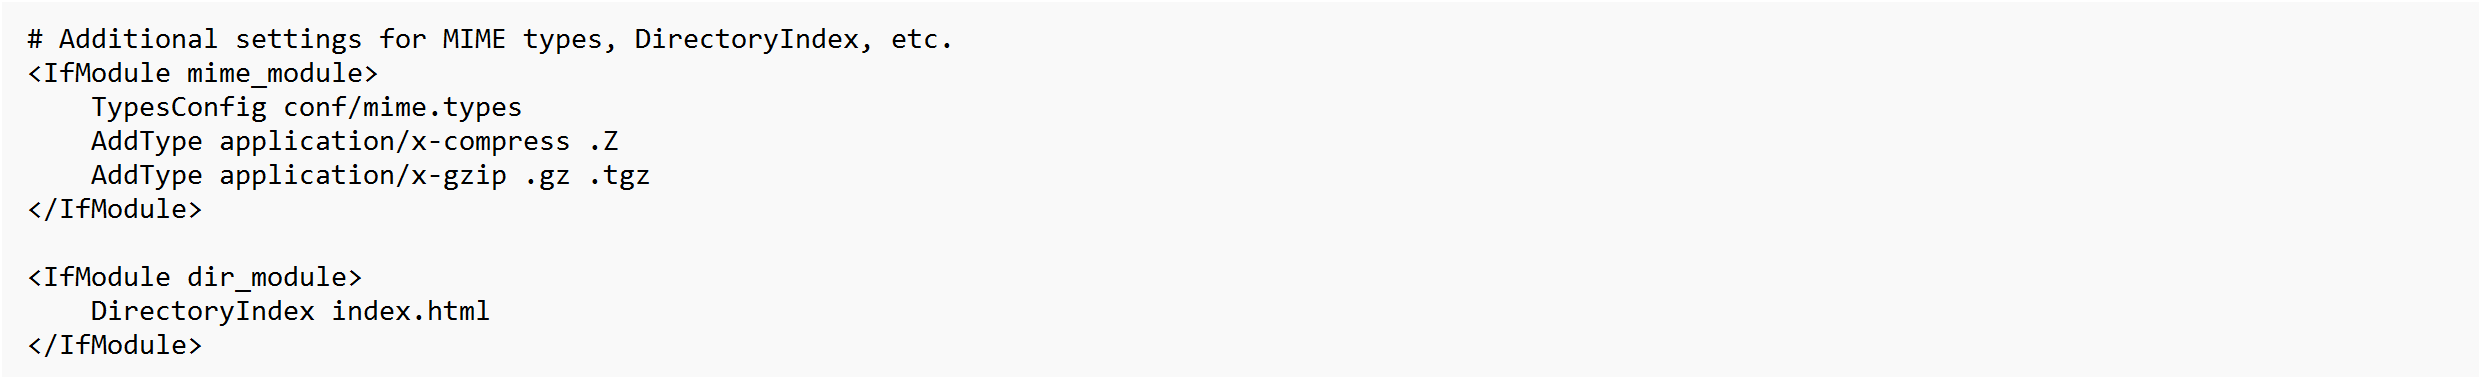 # Additional settings for MIME types, DirectoryIndex, etc.
<IfModule mime_module>
    TypesConfig conf/mime.types
    AddType application/x-compress .Z
    AddType application/x-gzip .gz .tgz
</IfModule>

<IfModule dir_module>
    DirectoryIndex index.html
</IfModule>